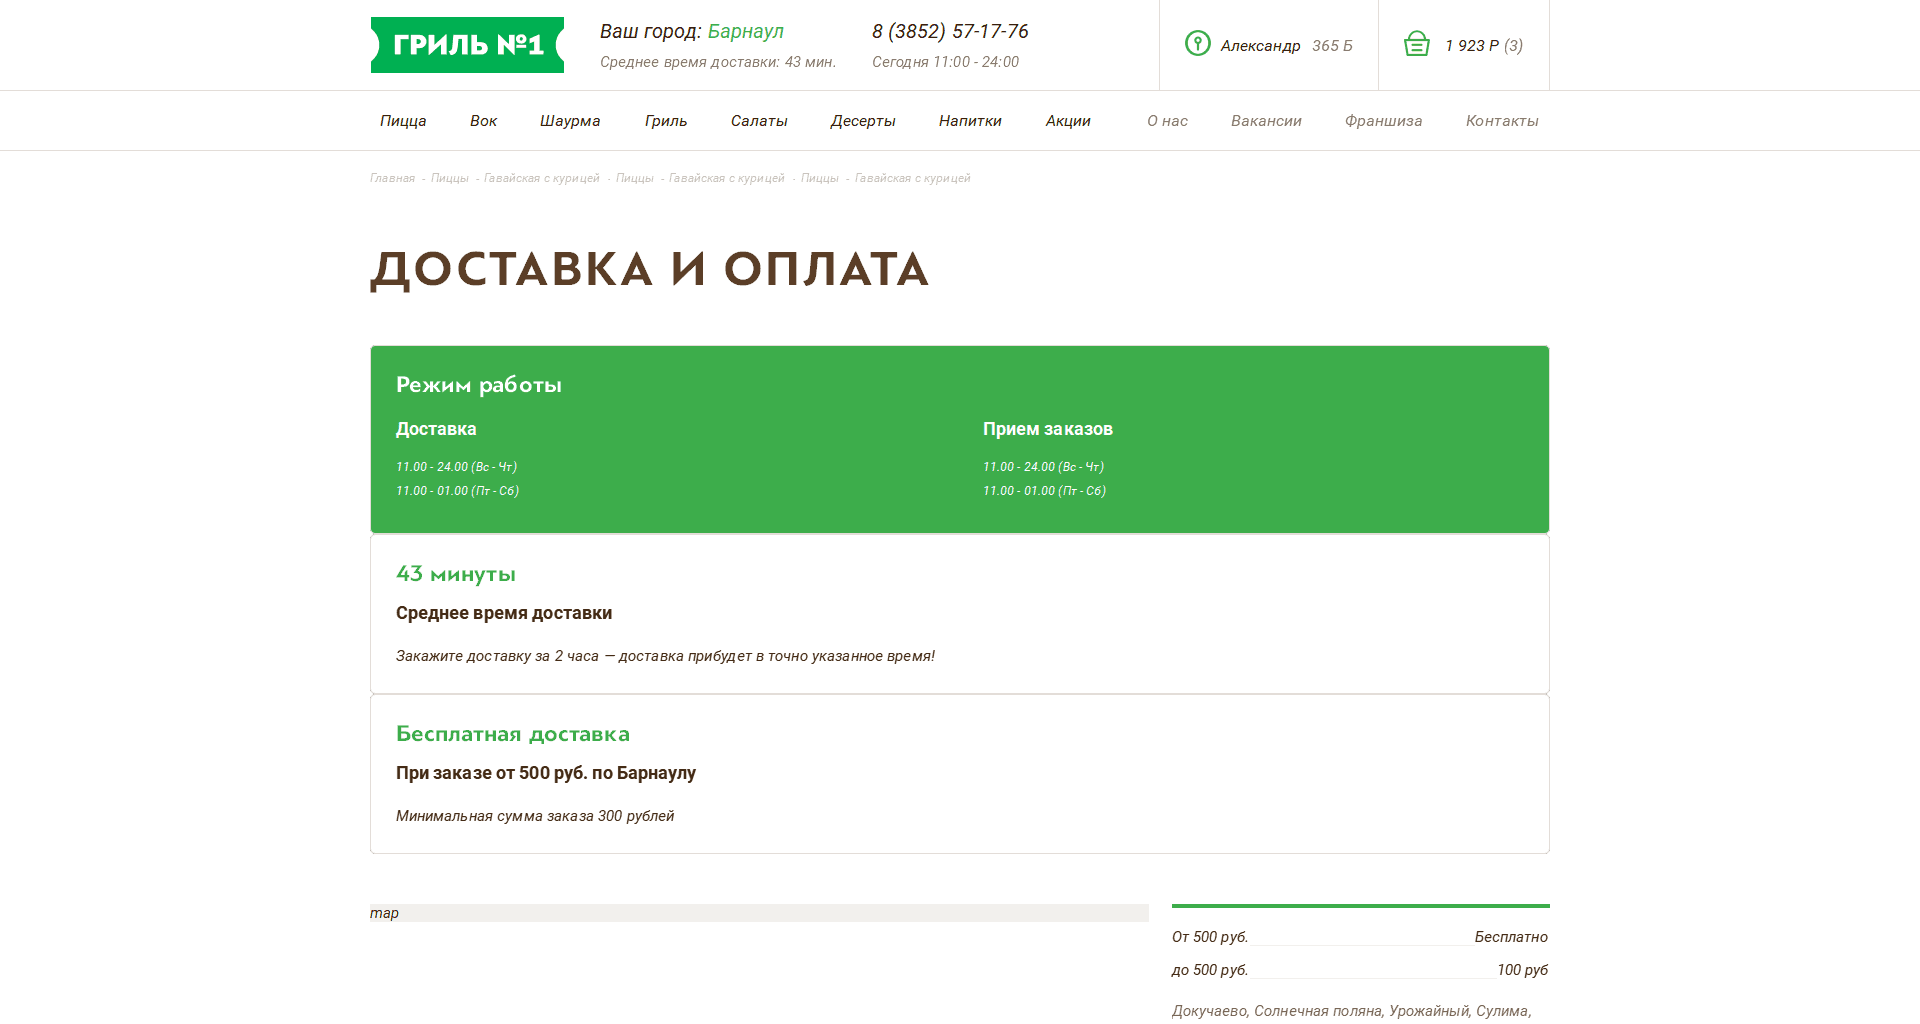 ГРИЛЬ №1
Ваш город: Барнаул
Среднее время доставки: 43 мин.
8 (3852) 57-17-76
Сегодня 11:00 - 24:00
Александр 365 Б
1 923 Р (3)
Пицца Вок Шаурма Гриль Салаты Десерты Напитки Акции О нас Вакансии Франшиза Контакты
Главная - Пиццы - Гавайская с курицей - Пиццы - Гавайская с курицей - Пиццы - Гавайская с курицей
ДОСТАВКА И ОПЛАТА
Режим работы
Доставка
11.00 - 24.00 (Вс - Чт)
11.00 - 01.00 (Пт - Сб)
Прием заказов
11.00 - 24.00 (Вс - Чт)
11.00 - 01.00 (Пт - Сб)
43 минуты
Среднее время доставки
Закажите доставку за 2 часа — доставка прибудет в точно указанное время!
Бесплатная доставка
При заказе от 500 руб. по Барнаулу
Минимальная сумма заказа 300 рублей
map
От 500 руб. Бесплатно
до 500 руб. 100 руб
Докучаево, Солнечная поляна, Урожайный, Сулима,